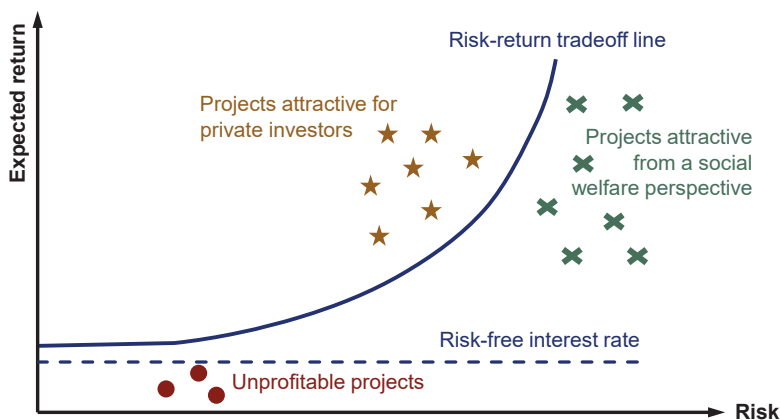 Expected return
Risk-return tradeoff line
Projects attractive for
private investors
Projects attractive
from a social
welfare perspective
Risk-free interest rate
Unprofitable projects
Risk